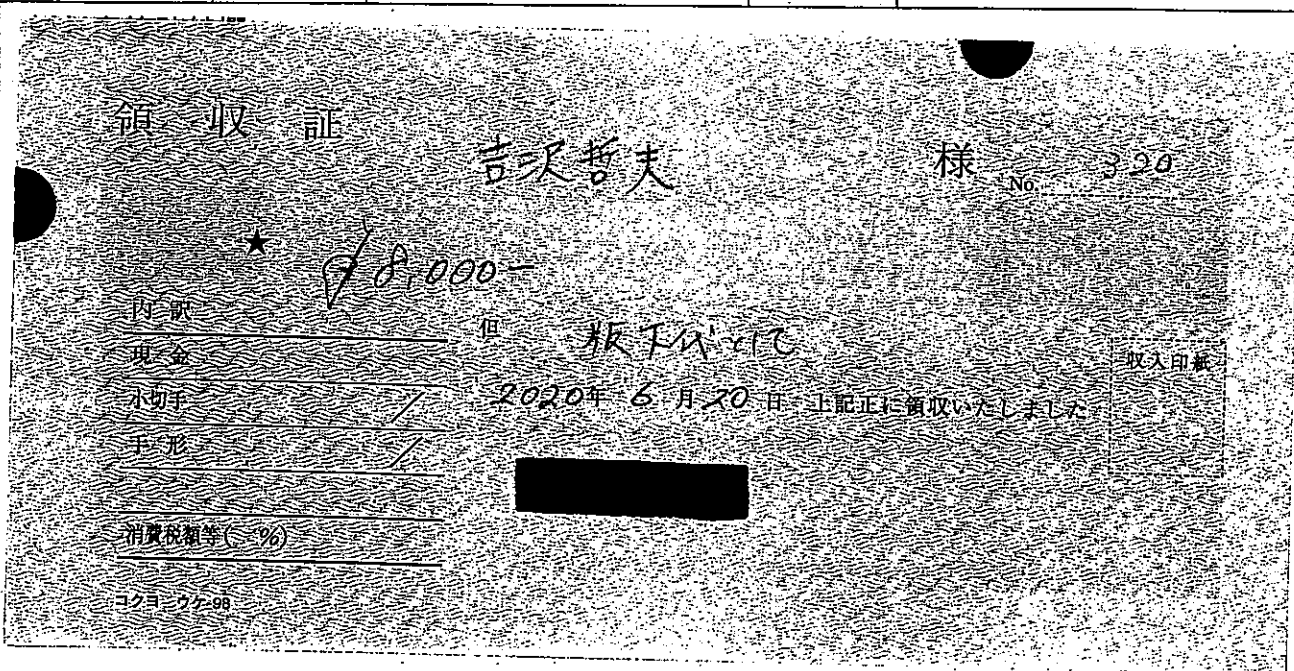 領収証
吉沢哲夫 様 No. 320
★ ¥8,000-
内訳
但 版下代として
現金
収入印紙
小切手
2020年 6月20日 上記正に領収いたしました
手形
消費税額等( %)
コクヨ ウケ-98